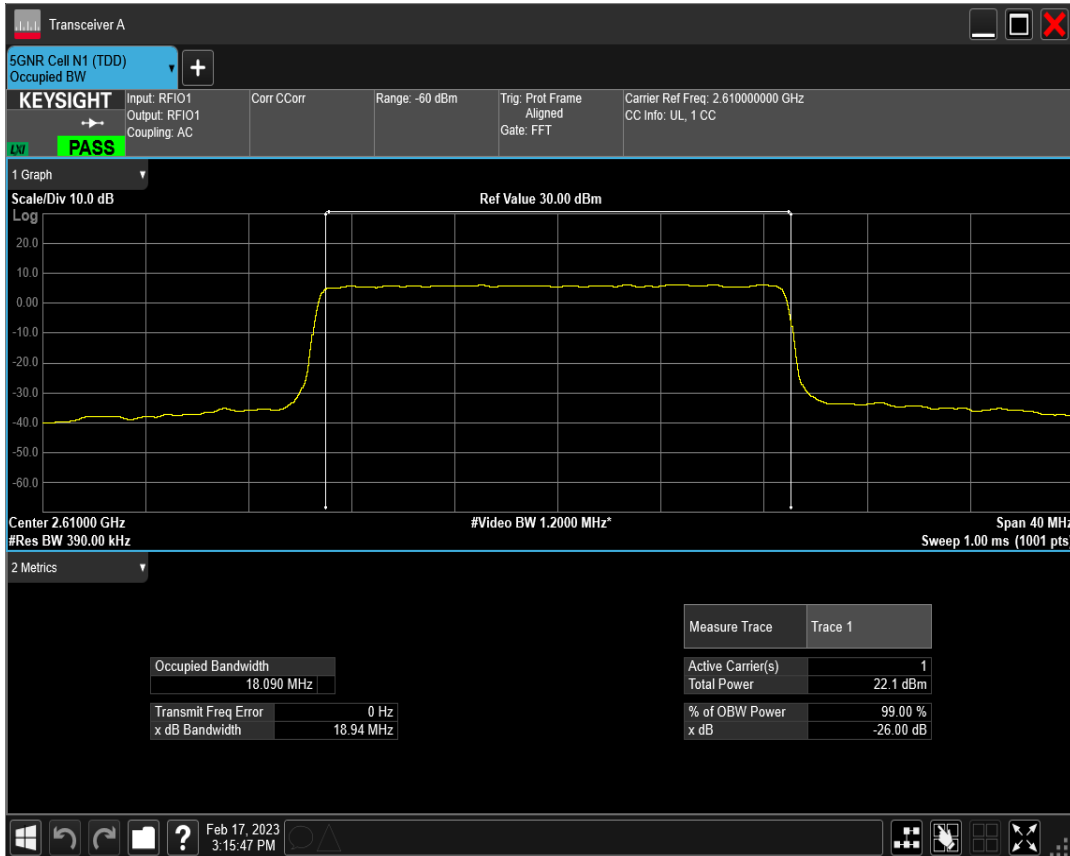 Transceiver A
5GNR Cell N1 (TDD)
Occupied BW
+
KEYSIGHT
LXI
PASS
Input: RFIO1
Output: RFIO1
Coupling: AC
Corr CCorr
Range: -60 dBm
Trig: Prot Frame
Aligned
Gate: FFT
Carrier Ref Freq: 2.610000000 GHz
CC Info: UL, 1 CC
1 Graph
Scale/Div 10.0 dB
Ref Value 30.00 dBm
Log
20.0
10.0
0.00
-10.0
-20.0
-30.0
-40.0
-50.0
-60.0
Center 2.61000 GHz
#Video BW 1.2000 MHz*
Span 40 MHz
#Res BW 390.00 kHz
Sweep 1.00 ms (1001 pts)
2 Metrics
Measure Trace Trace 1
Occupied Bandwidth
18.090 MHz
Active Carrier(s) 1
Total Power 22.1 dBm
Transmit Freq Error 0 Hz
x dB Bandwidth 18.94 MHz
% of OBW Power 99.00 %
x dB -26.00 dB
?
Feb 17, 2023
3:15:47 PM